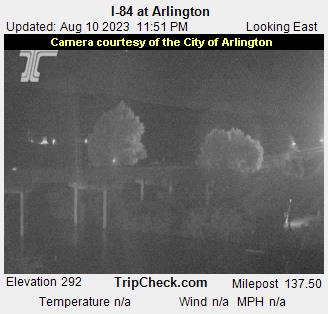 I-84 at Arlington
Updated: Aug 10 2023 11:51 PM Looking East
Camera courtesy of the City of Arlington
Elevation 292 TripCheck.com Milepost 137.50
Temperature n/a Wind n/a MPH n/a